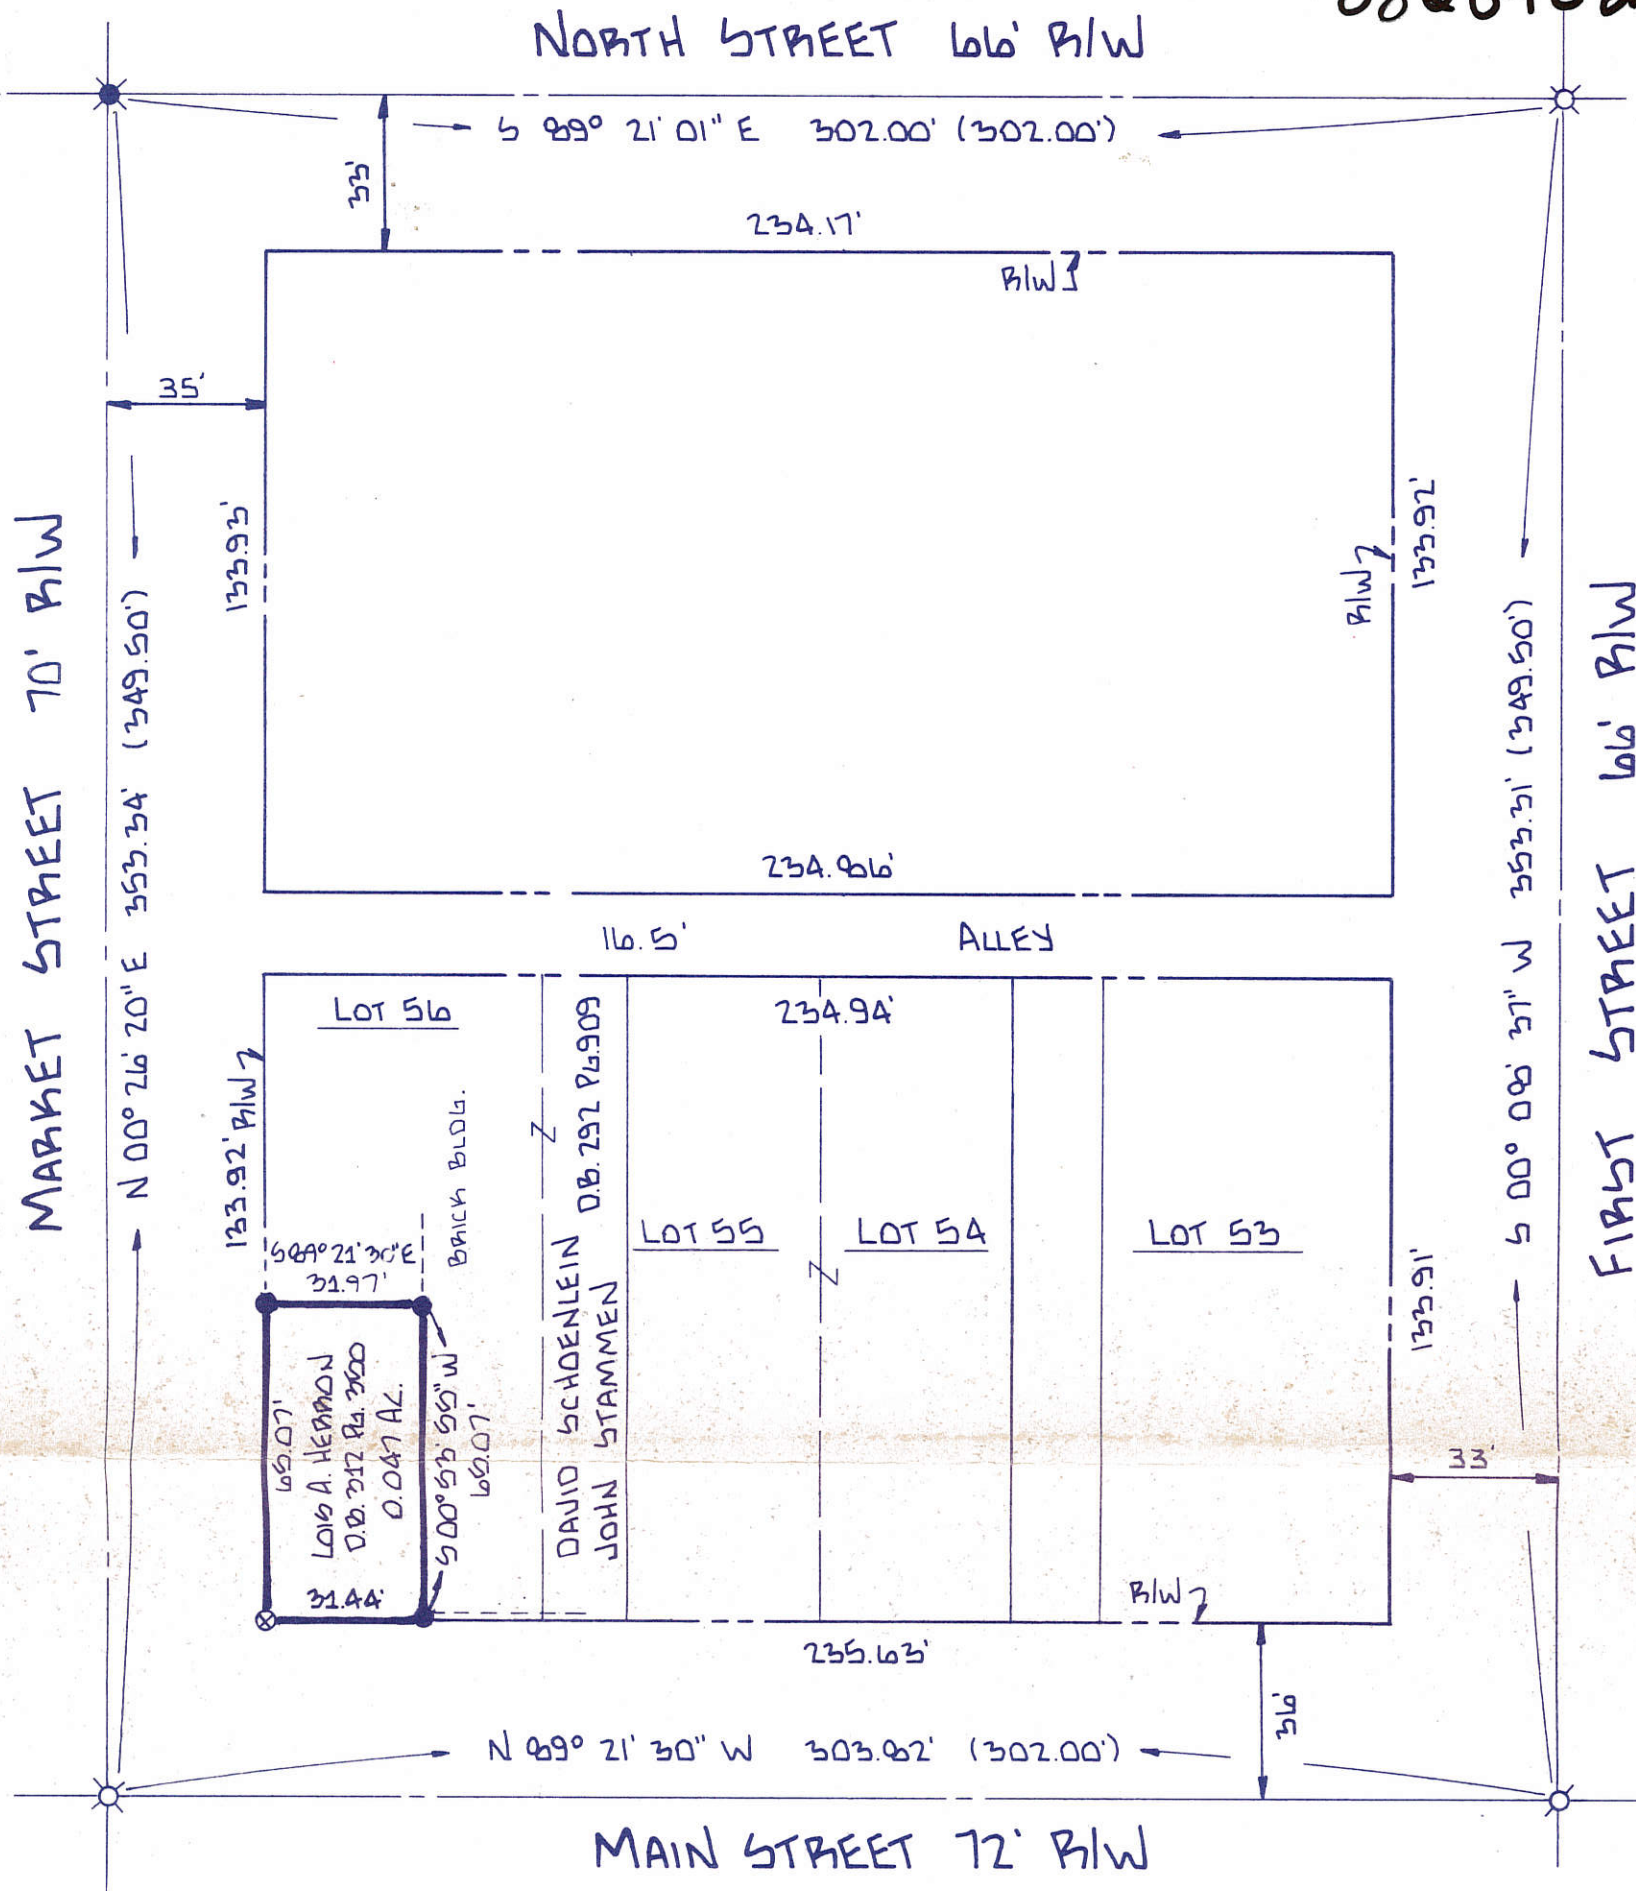 NORTH STREET 66' R/W
S 89° 21' 01" E 302.00' (302.00')
33'
234.17'
R/W
35'
133.93'
133.92'
R/W
MARKET STREET 70' R/W
N 00° 26' 20" E 353.34' (349.50')
S 00° 08' 37" W 353.31' (349.50')
FIRST STREET 66' R/W
234.86'
16.5' ALLEY
LOT 56
234.94'
133.92' R/W
BRICK BLDG.
DAVID SCHOENLEIN D.B. 292 PG.909
JOHN STAMMEN
LOT 55
LOT 54
LOT 53
S 89° 21' 30" E
31.97'
133.91'
65.07'
LOIS A. HERRON
D.B. 312 PG. 380
0.047 AC.
S 00° 53' 55" W
65.07'
31.44'
33'
R/W
235.63'
36'
N 89° 21' 30" W 303.82' (302.00')
MAIN STREET 72' R/W